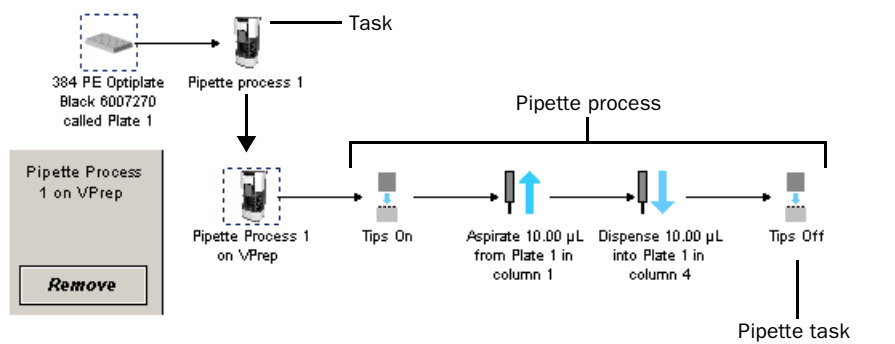 Task
384 PE Optiplate
Black 6007270
called Plate 1
Pipette process 1
Pipette process
Pipette Process
1 on VPrep
Remove
Pipette Process 1
on VPrep
Tips On
Aspirate 10.00 µL
from Plate 1 in
column 1
Dispense 10.00 µL
into Plate 1 in
column 4
Tips Off
Pipette task